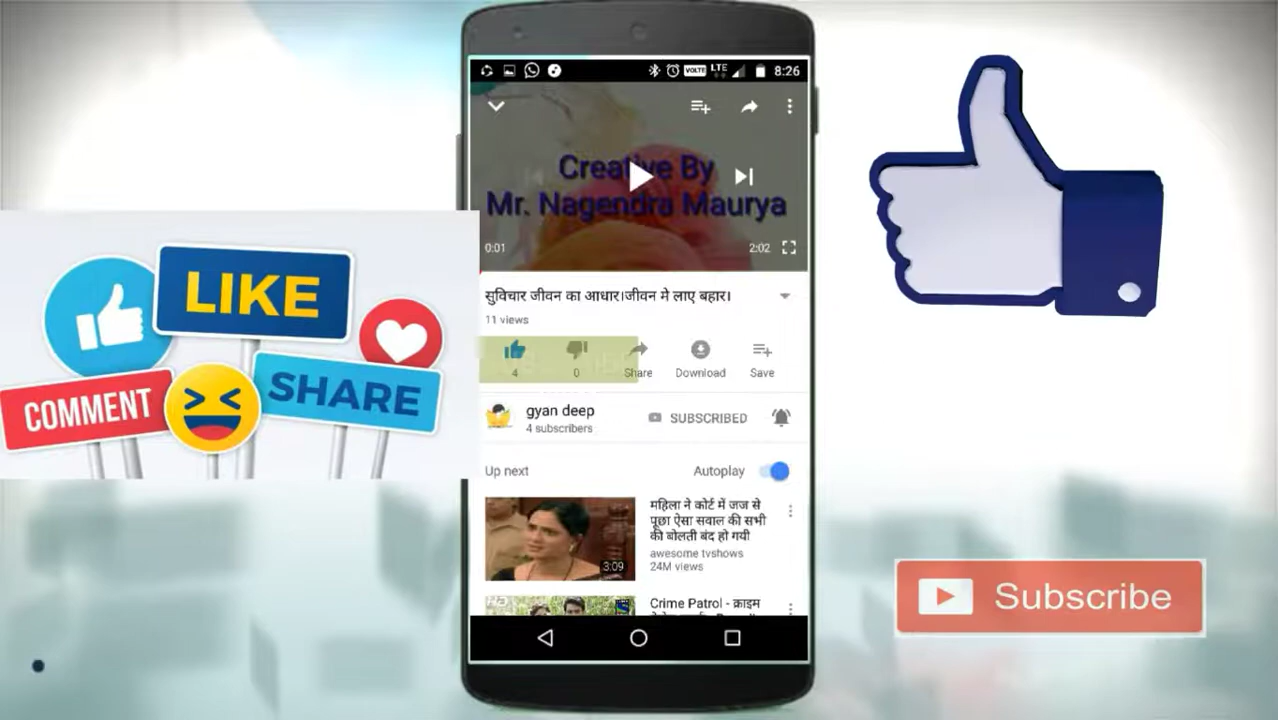 8:26
VOLTE LTE
Creative By
Mr. Nagendra Maurya
0:01
2:02
सुविचार जीवन का आधार।जीवन मे लाए बहार।
11 views
4
0
Share
Download
Save
gyan deep
4 subscribers
SUBSCRIBED
Up next
Autoplay
महिला ने कोर्ट में जज से
पूछा ऐसा सवाल की सभी
की बोलती बंद हो गयी
awesome tvshows
24M views
3:09
Crime Patrol - क्राइम
LIKE
COMMENT
SHARE
Subscribe